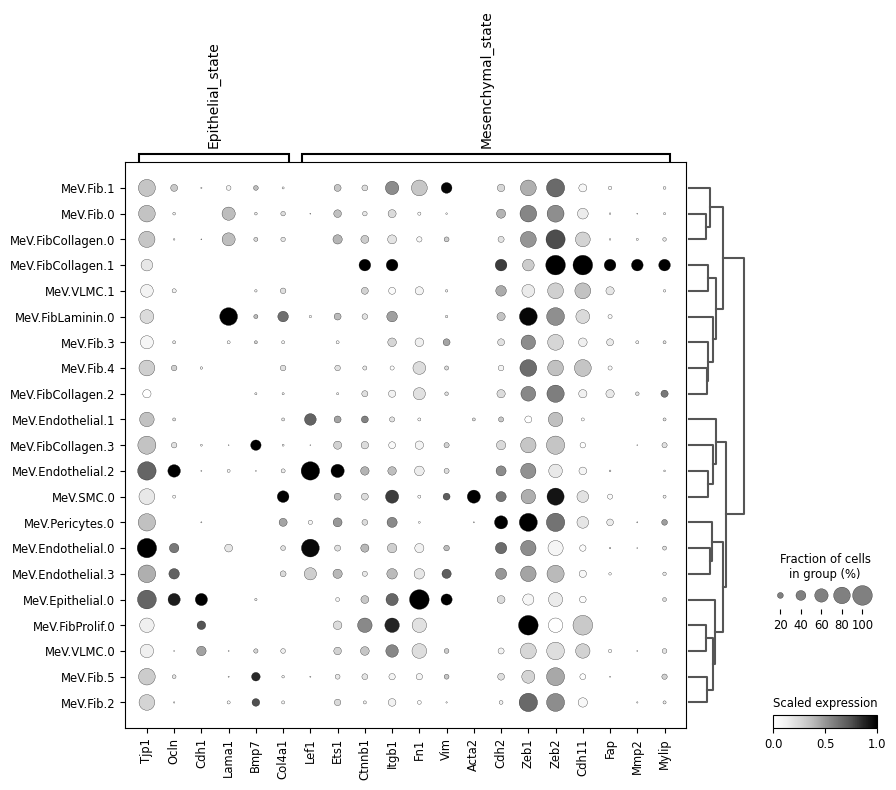 Epithelial_state
Mesenchymal_state
MeV.Fib.1
MeV.Fib.0
MeV.FibCollagen.0
MeV.FibCollagen.1
MeV.VLMC.1
MeV.FibLaminin.0
MeV.Fib.3
MeV.Fib.4
MeV.FibCollagen.2
MeV.Endothelial.1
MeV.FibCollagen.3
MeV.Endothelial.2
MeV.SMC.0
MeV.Pericytes.0
MeV.Endothelial.0
MeV.Endothelial.3
MeV.Epithelial.0
MeV.FibProlif.0
MeV.VLMC.0
MeV.Fib.5
MeV.Fib.2
Tjp1
Ocln
Cdh1
Lama1
Bmp7
Col4a1
Lef1
Ets1
Ctnnb1
Itgb1
Fn1
Vim
Acta2
Cdh2
Zeb1
Zeb2
Cdh11
Fap
Mmp2
Mylip
Fraction of cells
in group (%)
20 40 60 80 100
Scaled expression
0.0 0.5 1.0